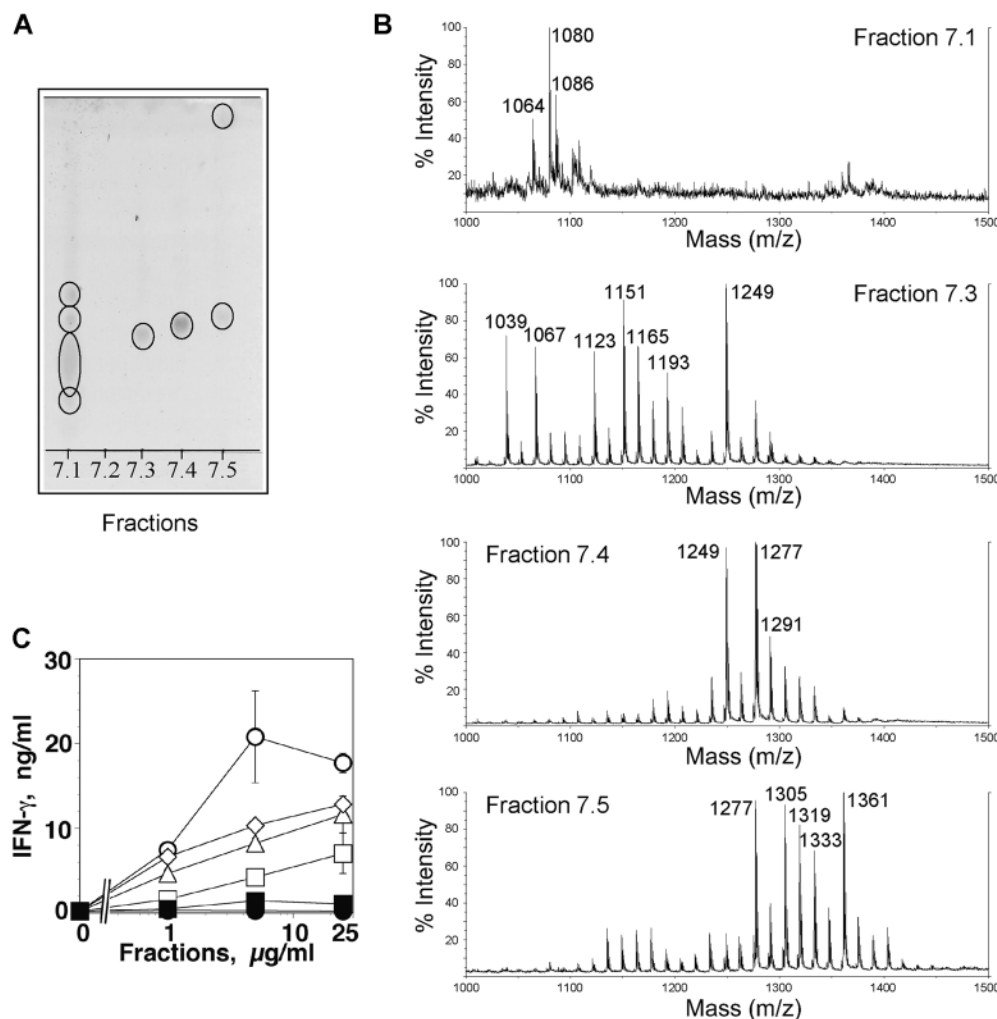 A
7.1 7.2 7.3 7.4 7.5
Fractions
B
Fraction 7.1
% Intensity
100
80
60
40
20
1064
1080
1086
1000 1100 1200 1300 1400 1500
Mass (m/z)
Fraction 7.3
% Intensity
100
80
60
40
20
1039
1067
1123
1151
1165
1193
1249
1000 1100 1200 1300 1400 1500
Mass (m/z)
Fraction 7.4
% Intensity
100
80
60
40
20
1249
1277
1291
1000 1100 1200 1300 1400 1500
Mass (m/z)
Fraction 7.5
% Intensity
100
80
60
40
20
1277
1305
1319
1333
1361
1000 1100 1200 1300 1400 1500
Mass (m/z)
C
IFN-γ, ng/ml
30
20
10
0
0 1 10 25
Fractions, μg/ml